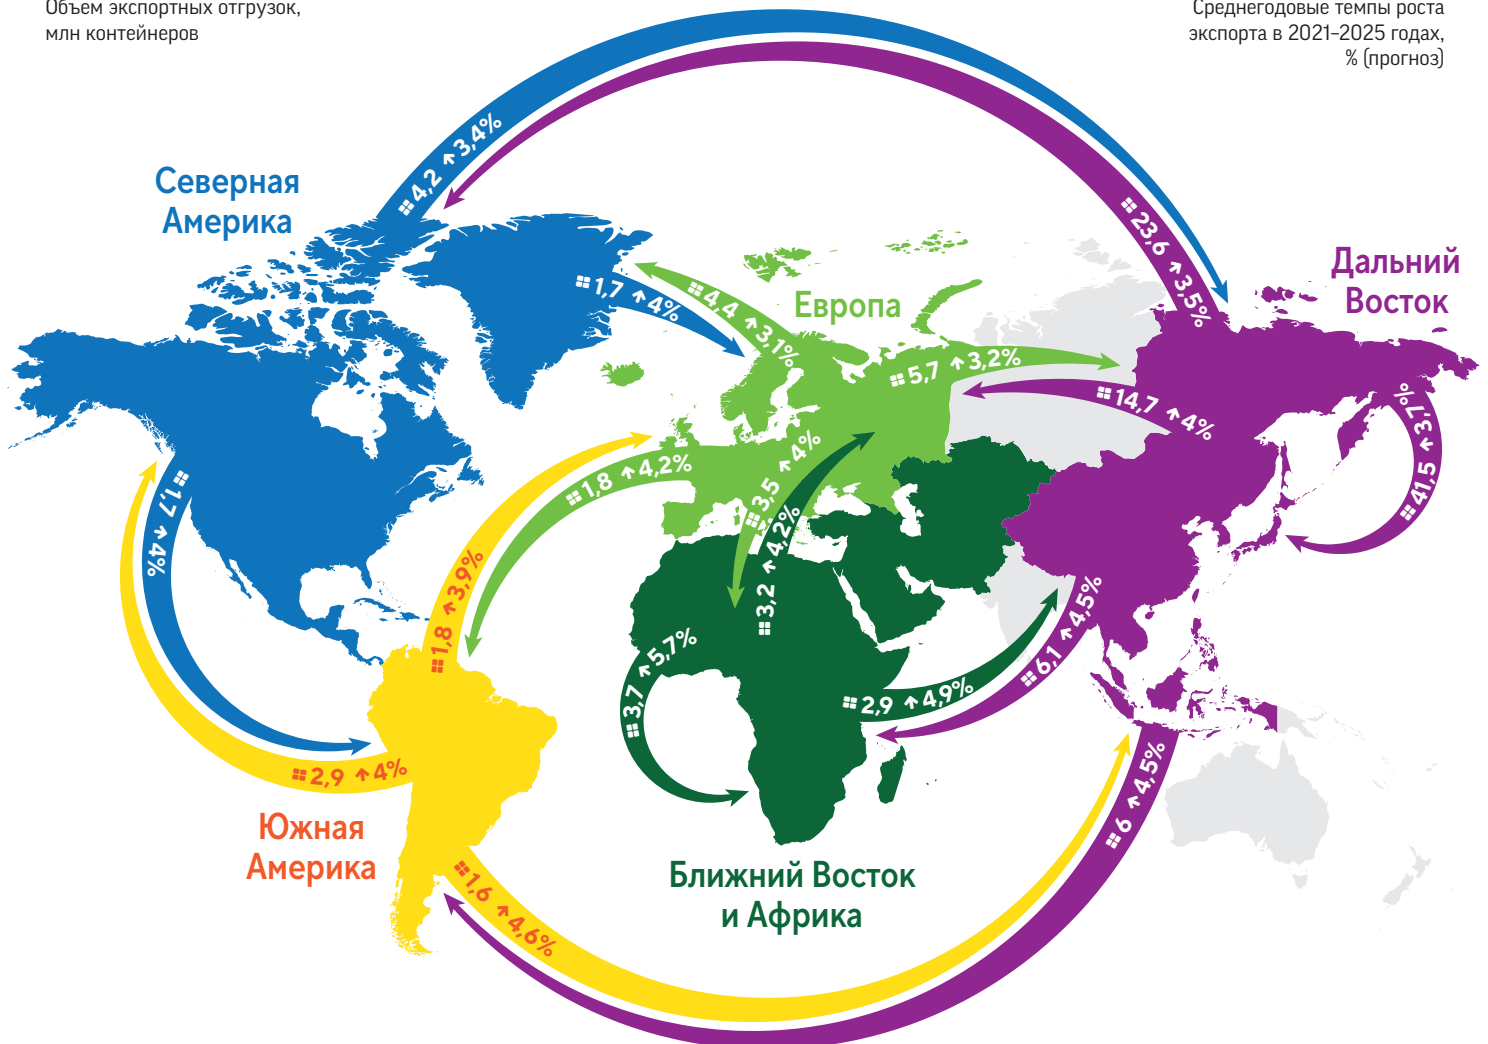 Объем экспортных отгрузок,
млн контейнеров
Среднегодовые темпы роста
экспорта в 2021–2025 годах,
% (прогноз)
4,2 ↑3,4%
Северная
Америка
23,6 ↑3,5%
Дальний
Восток
1,7 ↑4%
4,4 ↑3,1%
Европа
5,7 ↑3,2%
14,7 ↑4%
41,5 ↑3,7%
1,8 ↑4,2%
3,5 ↑4%
3,2 ↑4,2%
1,7 ↑4%
1,8 ↑3,9%
3,7 ↑5,7%
2,9 ↑4,9%
6,1 ↑4,5%
2,9 ↑4%
6 ↑4,5%
Южная
Америка
1,6 ↑4,6%
Ближний Восток
и Африка